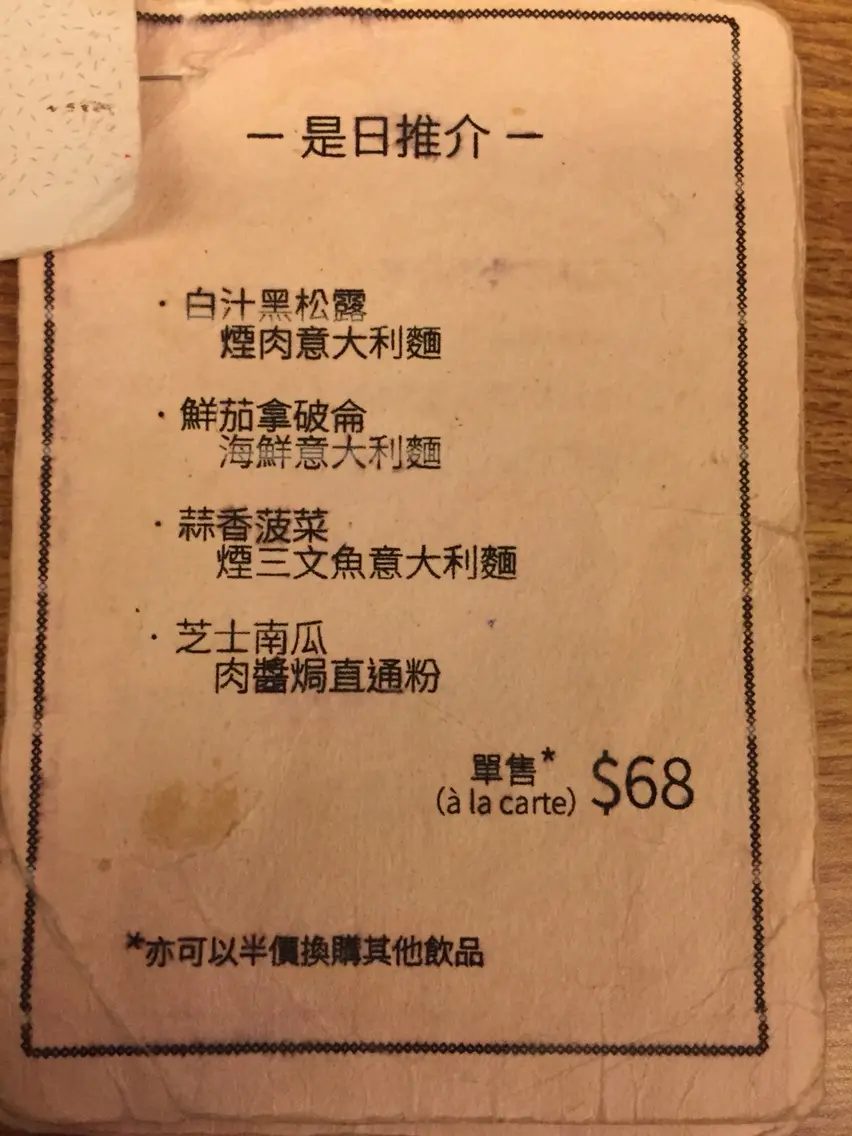 — 是日推介 —
· 白汁黑松露
煙肉意大利麵
· 鮮茄拿破侖
海鮮意大利麵
· 蒜香菠菜
煙三文魚意大利麵
· 芝士南瓜
肉醬焗直通粉
單售* $68
(à la carte)
*亦可以半價換購其他飲品